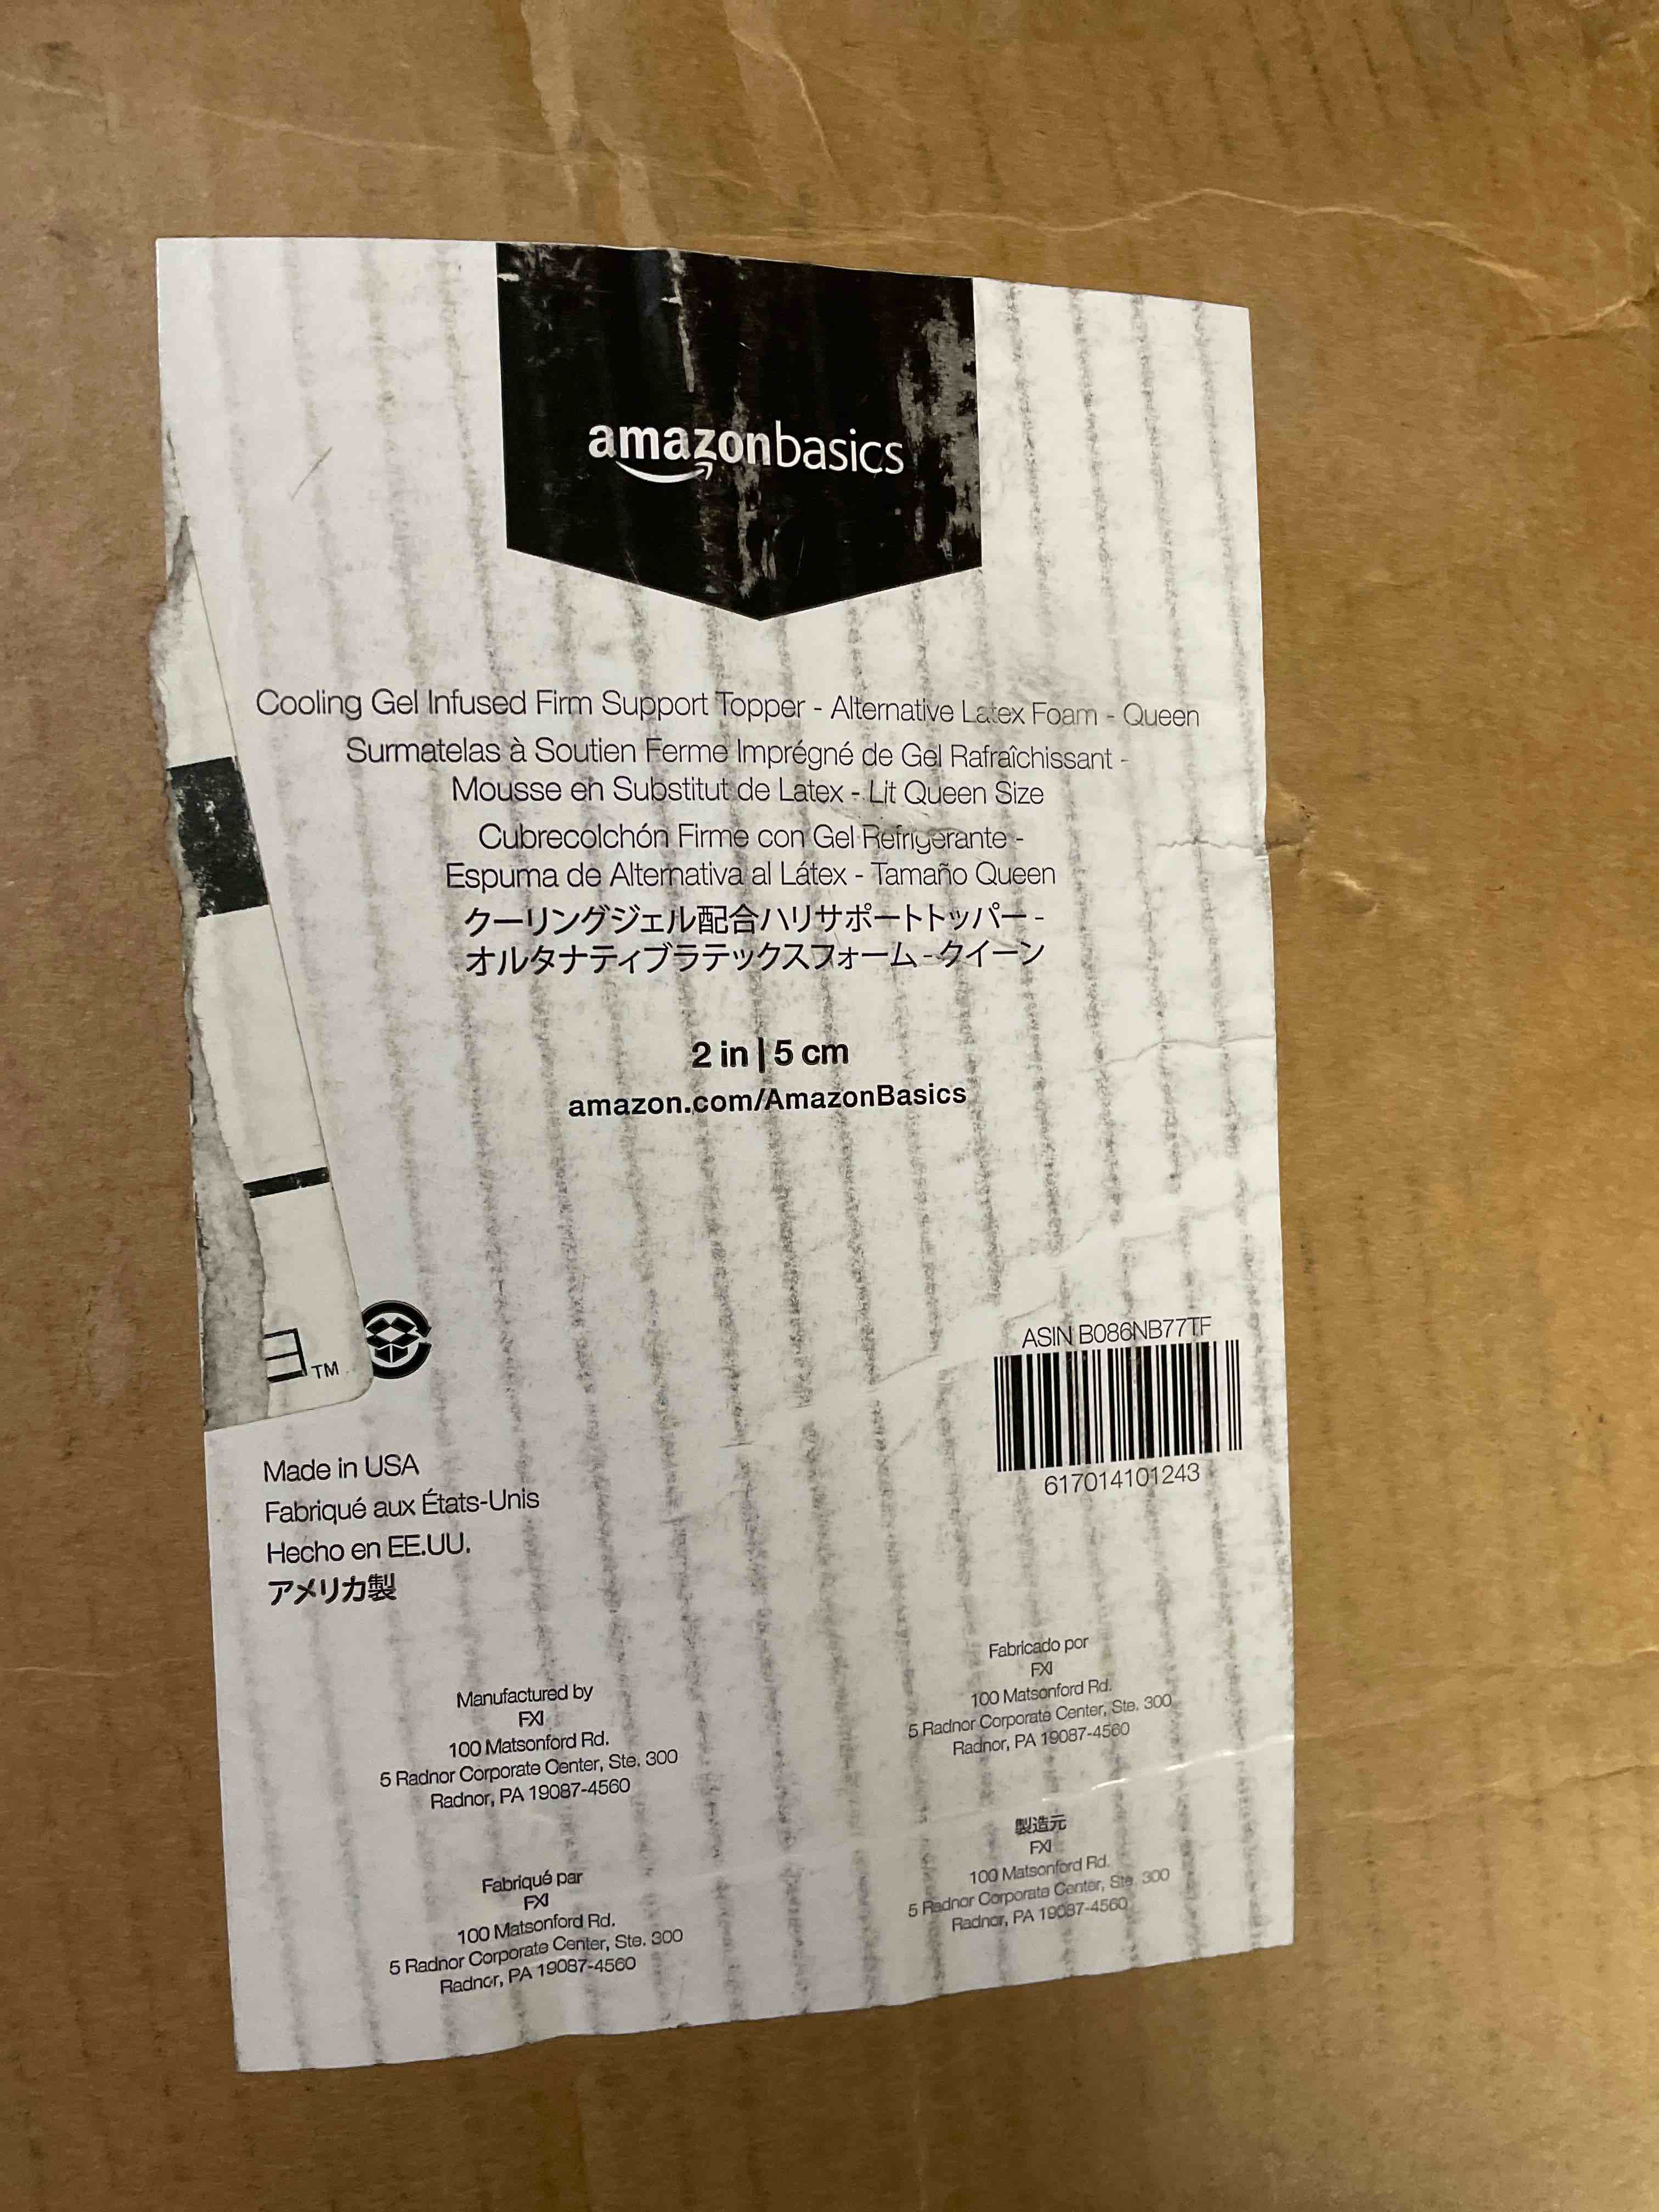 amazonbasics
Cooling Gel Infused Firm Support Topper - Alternative Latex Foam - Queen
Surmatelas à Soutien Ferme Imprégné de Gel Rafraîchissant -
Mousse en Substitut de Latex - Lit Queen Size
Cubrecolchón Firme con Gel Refrigerante -
Espuma de Alternativa al Látex - Tamaño Queen
クーリングジェル配合ハリサポートトッパー -
オルタナティブラテックスフォーム - クイーン
2 in | 5 cm
amazon.com/AmazonBasics
TM
ASIN B086NB77TF
617014101243
Made in USA
Fabriqué aux États-Unis
Hecho en EE.UU.
アメリカ製
Manufactured by
FXI
100 Matsonford Rd.
5 Radnor Corporate Center, Ste. 300
Radnor, PA 19087-4560
Fabricado por
FXI
100 Matsonford Rd.
5 Radnor Corporate Center, Ste. 300
Radnor, PA 19087-4560
Fabriqué par
FXI
100 Matsonford Rd.
5 Radnor Corporate Center, Ste. 300
Radnor, PA 19087-4560
製造元
FXI
100 Matsonford Rd.
5 Radnor Corporate Center, Ste. 300
Radnor, PA 19087-4560